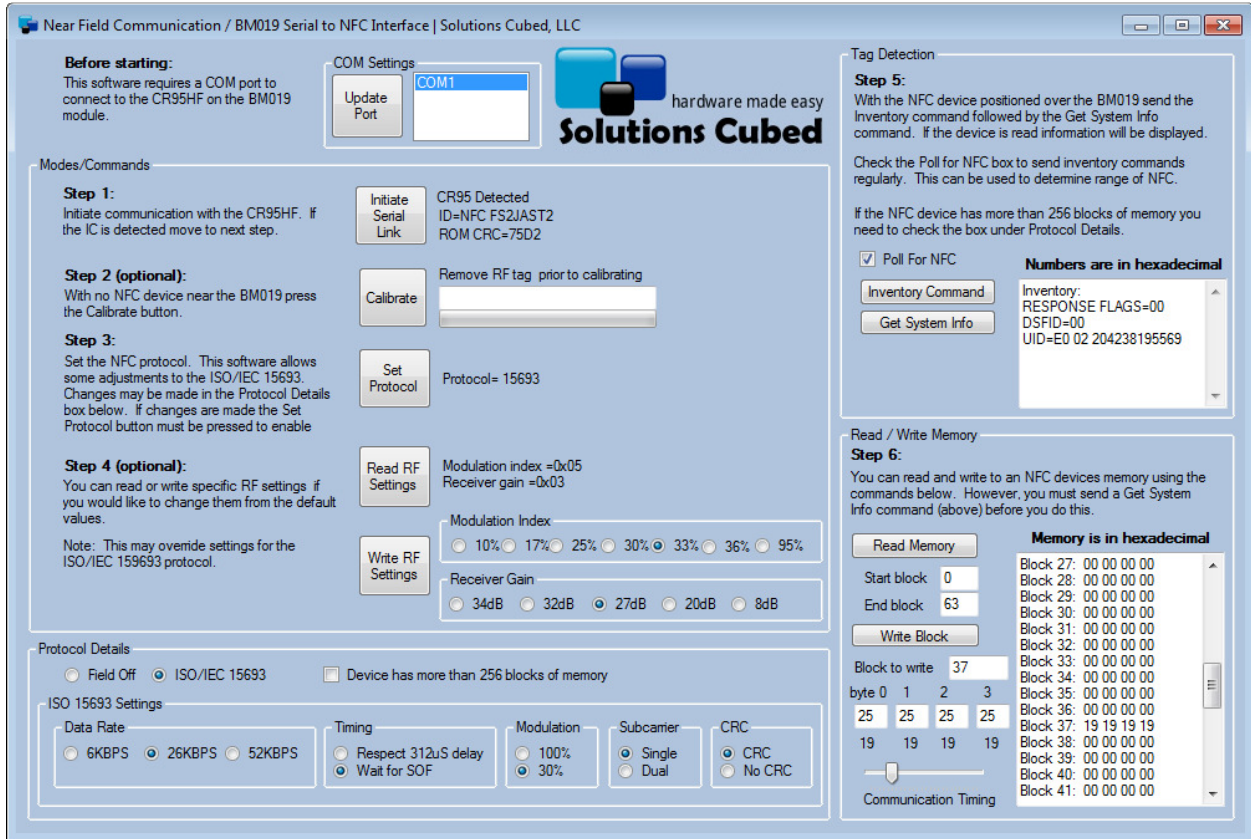 Near Field Communication / BM019 Serial to NFC Interface | Solutions Cubed, LLC
Before starting:
This software requires a COM port to
connect to the CR95HF on the BM019
module.
COM Settings
Update
Port
COM1
hardware made easy
Solutions Cubed
Modes/Commands
Step 1:
Initiate communication with the CR95HF. If
the IC is detected move to next step.
Initiate
Serial
Link
CR95 Detected
ID=NFC FS2JAST2
ROM CRC=75D2
Step 2 (optional):
With no NFC device near the BM019 press
the Calibrate button.
Calibrate
Remove RF tag prior to calibrating
Step 3:
Set the NFC protocol. This software allows
some adjustments to the ISO/IEC 15693.
Changes may be made in the Protocol Details
box below. If changes are made the Set
Protocol button must be pressed to enable
Set
Protocol
Protocol= 15693
Step 4 (optional):
You can read or write specific RF settings if
you would like to change them from the default
values.
Note: This may override settings for the
ISO/IEC 159693 protocol.
Read RF
Settings
Modulation index =0x05
Receiver gain =0x03
Write RF
Settings
Modulation Index
10% 17% 25% 30% 33% 36% 95%
Receiver Gain
34dB 32dB 27dB 20dB 8dB
Protocol Details
Field Off ISO/IEC 15693 Device has more than 256 blocks of memory
ISO 15693 Settings
Data Rate
6KBPS 26KBPS 52KBPS
Timing
Respect 312uS delay
Wait for SOF
Modulation
100%
30%
Subcarrier
Single
Dual
CRC
CRC
No CRC
Tag Detection
Step 5:
With the NFC device positioned over the BM019 send the
Inventory command followed by the Get System Info
command. If the device is read information will be displayed.
Check the Poll for NFC box to send inventory commands
regularly. This can be used to determine range of NFC.
If the NFC device has more than 256 blocks of memory you
need to check the box under Protocol Details.
Poll For NFC
Inventory Command
Get System Info
Numbers are in hexadecimal
Inventory:
RESPONSE FLAGS=00
DSFID=00
UID=E0 02 204238195569
Read / Write Memory
Step 6:
You can read and write to an NFC devices memory using the
commands below. However, you must send a Get System
Info command (above) before you do this.
Read Memory
Start block 0
End block 63
Write Block
Block to write 37
byte 0 1 2 3
25 25 25 25
19 19 19 19
Communication Timing
Memory is in hexadecimal
Block 27: 00 00 00 00
Block 28: 00 00 00 00
Block 29: 00 00 00 00
Block 30: 00 00 00 00
Block 31: 00 00 00 00
Block 32: 00 00 00 00
Block 33: 00 00 00 00
Block 34: 00 00 00 00
Block 35: 00 00 00 00
Block 36: 00 00 00 00
Block 37: 19 19 19 19
Block 38: 00 00 00 00
Block 39: 00 00 00 00
Block 40: 00 00 00 00
Block 41: 00 00 00 00